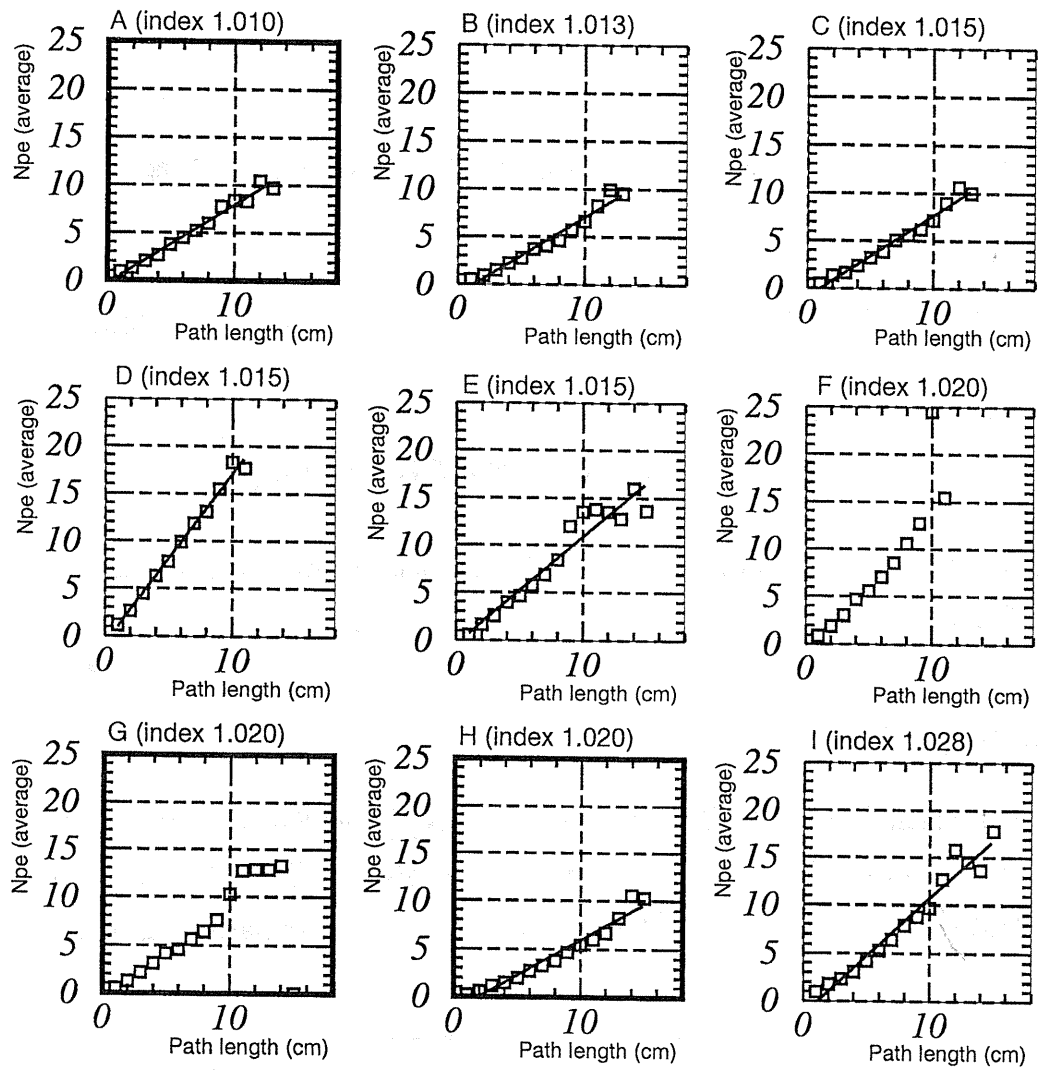 A (index 1.010)
Npe (average)
25
20
15
10
5
0
0 10
Path length (cm)
B (index 1.013)
Npe (average)
25
20
15
10
5
0
0 10
Path length (cm)
C (index 1.015)
Npe (average)
25
20
15
10
5
0
0 10
Path length (cm)
D (index 1.015)
Npe (average)
25
20
15
10
5
0
0 10
Path length (cm)
E (index 1.015)
Npe (average)
25
20
15
10
5
0
0 10
Path length (cm)
F (index 1.020)
Npe (average)
25
20
15
10
5
0
0 10
Path length (cm)
G (index 1.020)
Npe (average)
25
20
15
10
5
0
0 10
Path length (cm)
H (index 1.020)
Npe (average)
25
20
15
10
5
0
0 10
Path length (cm)
I (index 1.028)
Npe (average)
25
20
15
10
5
0
0 10
Path length (cm)